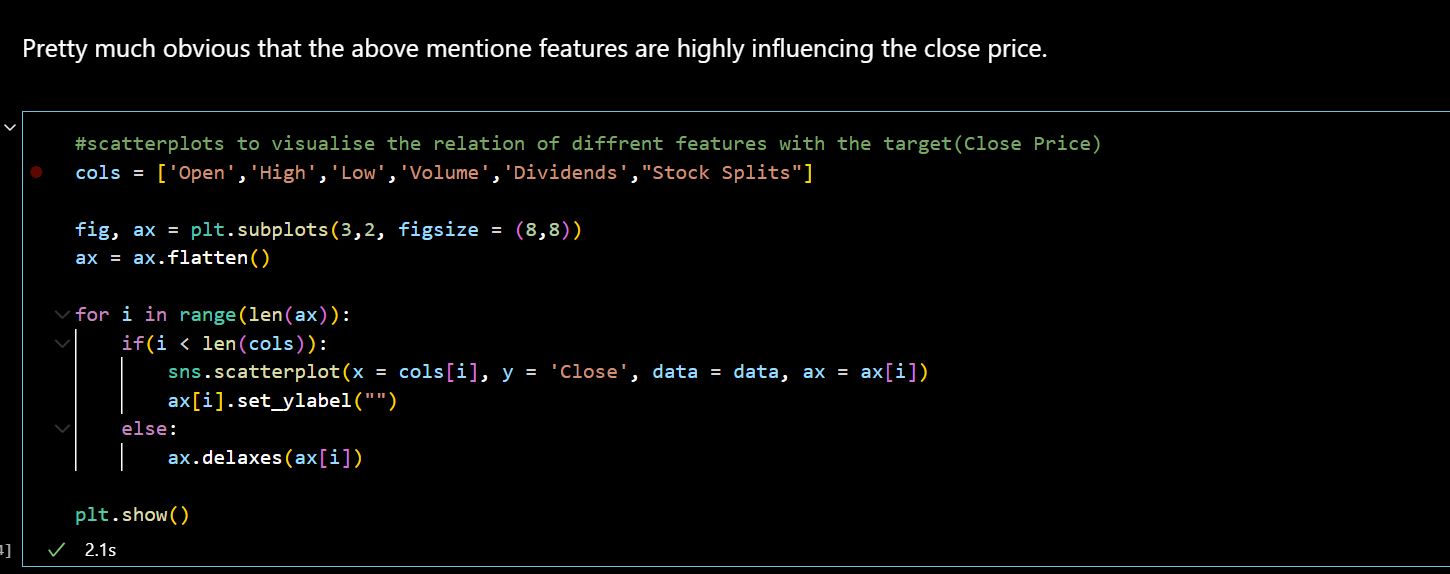 Pretty much obvious that the above mentione features are highly influencing the close price.
#scatterplots to visualise the relation of diffrent features with the target(Close Price)
cols = ['Open','High','Low','Volume','Dividends',"Stock Splits"]
fig, ax = plt.subplots(3,2, figsize = (8,8))
ax = ax.flatten()
for i in range(len(ax)):
if(i < len(cols)):
sns.scatterplot(x = cols[i], y = 'Close', data = data, ax = ax[i])
ax[i].set_ylabel("")
else:
ax.delaxes(ax[i])
plt.show()
2.1s